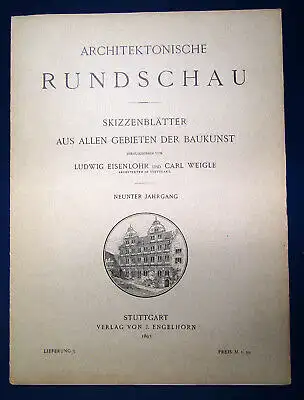 ARCHITEKTONISCHE
RUNDSCHAU
SKIZZENBLÄTTER
AUS ALLEN GEBIETEN DER BAUKUNST
HERAUSGEGEBEN VON
LUDWIG EISENLOHR UND CARL WEIGLE
ARCHITEKTEN IN STUTTGART.
NEUNTER JAHRGANG
STUTTGART
VERLAG VON J. ENGELHORN
LIEFERUNG
PREIS M.